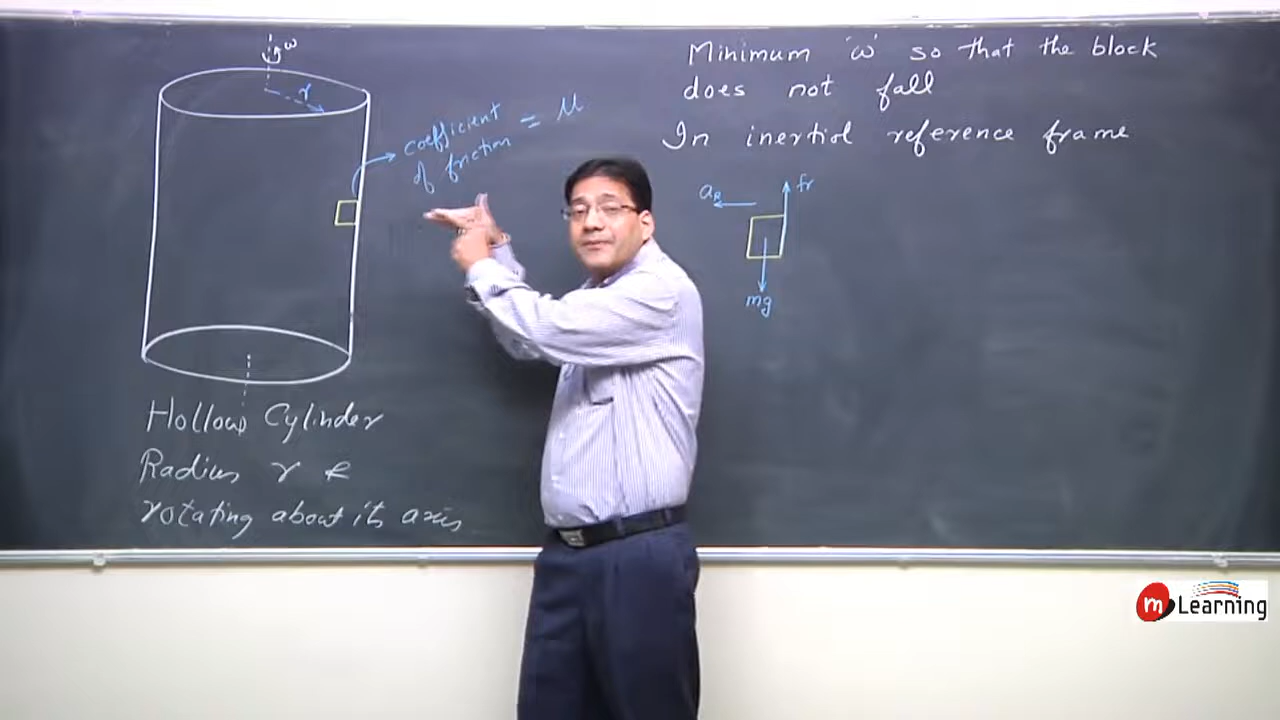 ω
r
coefficient
of friction = μ
Hollow Cylinder
Radius r &
rotating about its axis
Minimum 'ω' so that the block
does not fall
In inertial reference frame
aR
fr
mg
m Learning